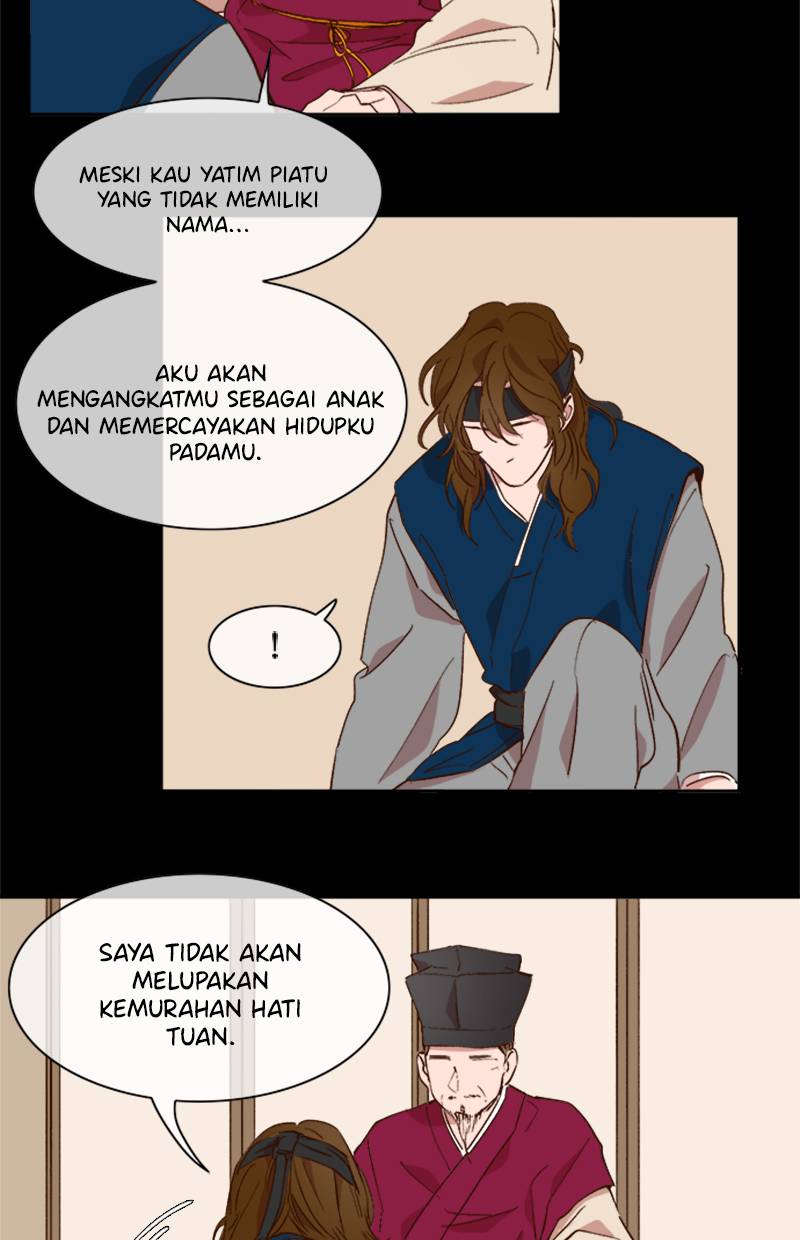 MESKI KAU YATIM PIATU
YANG TIDAK MEMILIKI
NAMA...
AKU AKAN
MENGANGKATMU SEBAGAI ANAK
DAN MEMERCAYAKAN HIDUPKU
PADAMU.
!
SAYA TIDAK AKAN
MELUPAKAN
KEMURAHAN HATI
TUAN.